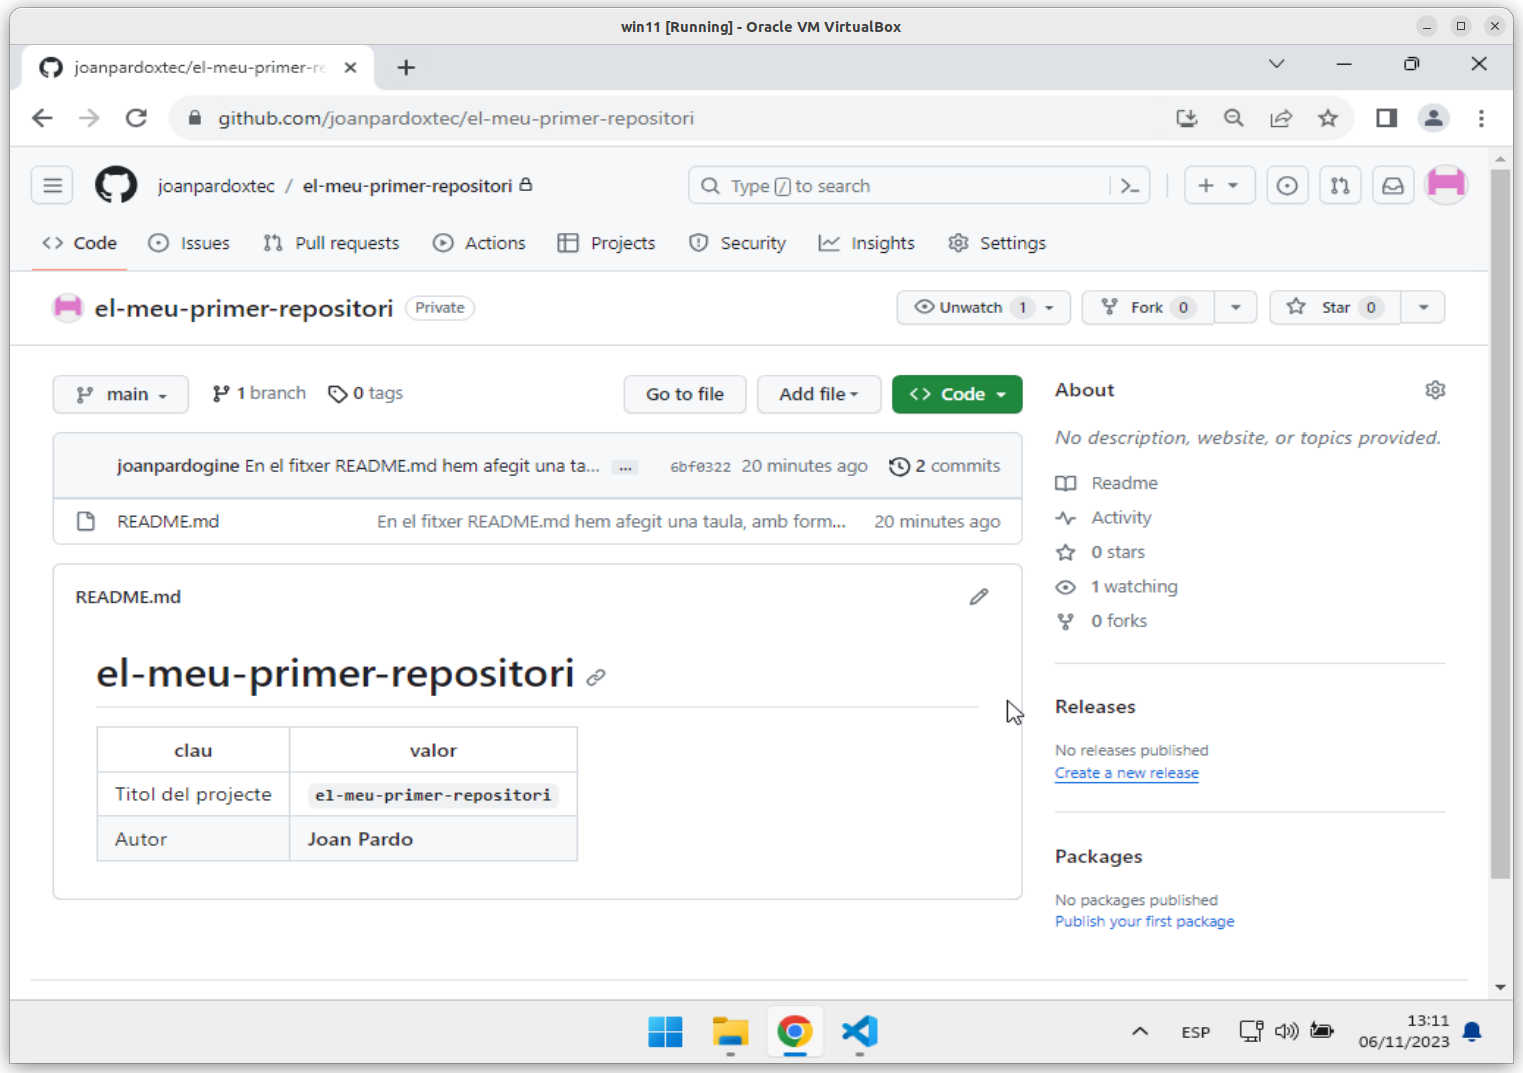 win11 [Running] - Oracle VM VirtualBox
joanpardoxtec/el-meu-primer-re
github.com/joanpardoxtec/el-meu-primer-repositori
joanpardoxtec / el-meu-primer-repositori
Type / to search
Code Issues Pull requests Actions Projects Security Insights Settings
el-meu-primer-repositori Private
Unwatch 1 Fork 0 Star 0
main 1 branch 0 tags Go to file Add file <> Code
joanpardogine En el fitxer README.md hem afegit una ta... ... 6bf0322 20 minutes ago 2 commits
README.md En el fitxer README.md hem afegit una taula, amb form... 20 minutes ago
README.md
el-meu-primer-repositori
clau valor
Titol del projecte el-meu-primer-repositori
Autor Joan Pardo
About
No description, website, or topics provided.
Readme
Activity
0 stars
1 watching
0 forks
Releases
No releases published
Create a new release
Packages
No packages published
Publish your first package
ESP
13:11
06/11/2023